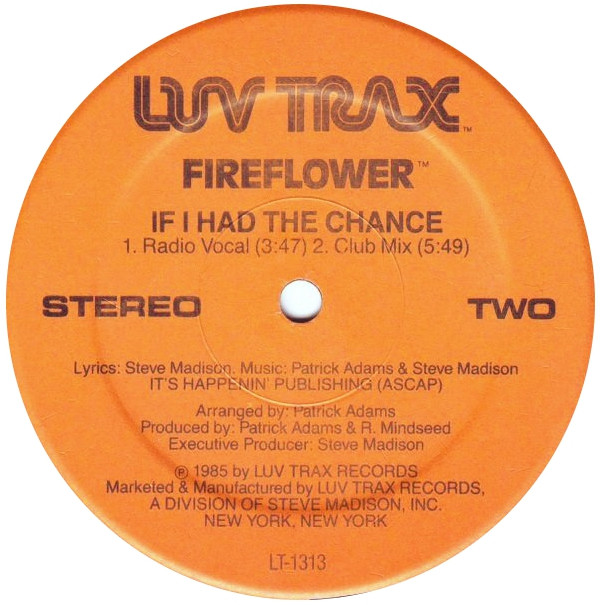 LUV TRAX™
FIREFLOWER™
IF I HAD THE CHANCE
1. Radio Vocal (3:47) 2. Club Mix (5:49)
STEREO
TWO
Lyrics: Steve Madison. Music: Patrick Adams & Steve Madison
IT'S HAPPENIN' PUBLISHING (ASCAP)
Arranged by: Patrick Adams
Produced by: Patrick Adams & R. Mindseed
Executive Producer: Steve Madison
℗ 1985 by LUV TRAX RECORDS
Marketed & Manufactured by LUV TRAX RECORDS,
A DIVISION OF STEVE MADISON, INC.
NEW YORK, NEW YORK
LT-1313